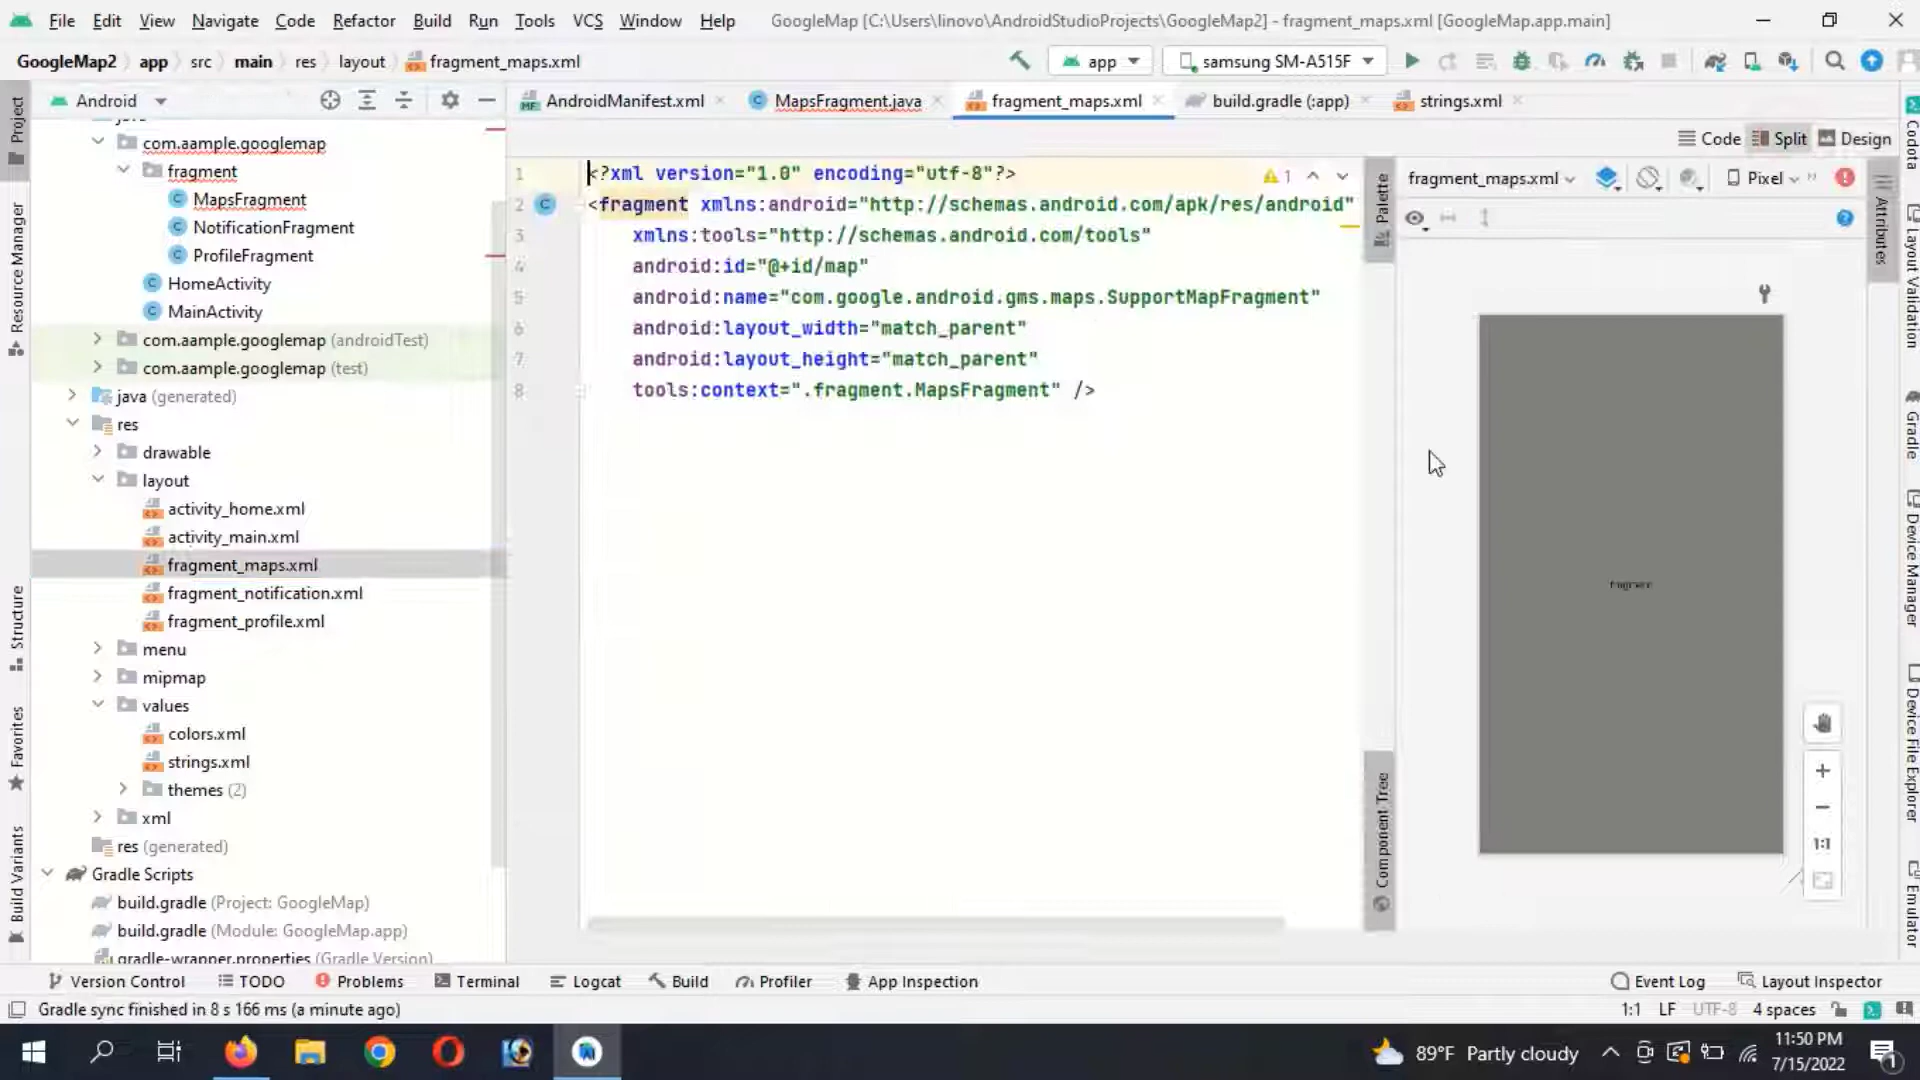 File Edit View Navigate Code Refactor Build Run Tools VCS Window Help GoogleMap [C:\Users\linovo\AndroidStudioProjects\GoogleMap2] - fragment_maps.xml [GoogleMap.app.main]
GoogleMap2 app src main res layout fragment_maps.xml app samsung SM-A515F
Android
AndroidManifest.xml MapsFragment.java fragment_maps.xml build.gradle (:app) strings.xml
Code Split Design
Project
Resource Manager
Structure
Favorites
Build Variants
com.aample.googlemap
fragment
MapsFragment
NotificationFragment
ProfileFragment
HomeActivity
MainActivity
com.aample.googlemap (androidTest)
com.aample.googlemap (test)
java (generated)
res
drawable
layout
activity_home.xml
activity_main.xml
fragment_maps.xml
fragment_notification.xml
fragment_profile.xml
menu
mipmap
values
colors.xml
strings.xml
themes (2)
xml
res (generated)
Gradle Scripts
build.gradle (Project: GoogleMap)
build.gradle (Module: GoogleMap.app)
gradle-wrapper.properties (Gradle Version)
1 <?xml version="1.0" encoding="utf-8"?>
2 <fragment xmlns:android="http://schemas.android.com/apk/res/android"
3 xmlns:tools="http://schemas.android.com/tools"
4 android:id="@+id/map"
5 android:name="com.google.android.gms.maps.SupportMapFragment"
6 android:layout_width="match_parent"
7 android:layout_height="match_parent"
8 tools:context=".fragment.MapsFragment" />
1
Palette
Component Tree
fragment_maps.xml Pixel
fragment
1:1
Attributes
Codota
Layout Validation
Gradle
Device Manager
Device File Explorer
Emulator
Version Control TODO Problems Terminal Logcat Build Profiler App Inspection Event Log Layout Inspector
Gradle sync finished in 8 s 166 ms (a minute ago) 1:1 LF UTF-8 4 spaces
89°F Partly cloudy 11:50 PM
7/15/2022
1